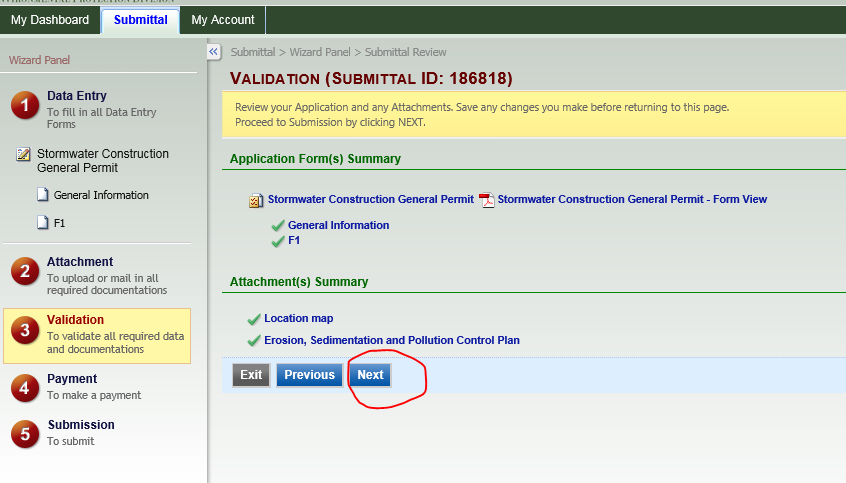 My Dashboard
Submittal
My Account
Wizard Panel
1
Data Entry
To fill in all Data Entry
Forms
Stormwater Construction
General Permit
General Information
F1
2
Attachment
To upload or mail in all
required documentations
3
Validation
To validate all required data
and documentations
4
Payment
To make a payment
5
Submission
To submit
«
Submittal > Wizard Panel > Submittal Review
VALIDATION (SUBMITTAL ID: 186818)
Review your Application and any Attachments. Save any changes you make before returning to this page.
Proceed to Submission by clicking NEXT.
Application Form(s) Summary
Stormwater Construction General Permit Stormwater Construction General Permit - Form View
General Information
F1
Attachment(s) Summary
Location map
Erosion, Sedimentation and Pollution Control Plan
Exit Previous Next